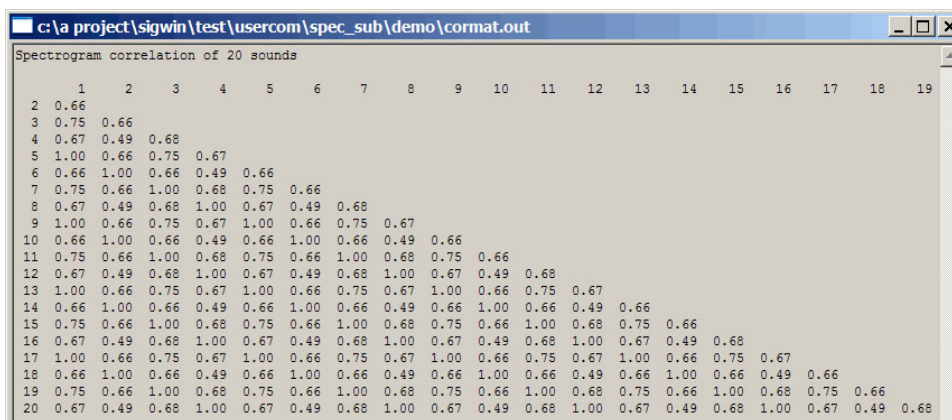 c:\a project\sigwin\test\usercom\spec_sub\demo\cormat.out
Spectrogram correlation of 20 sounds
1 2 3 4 5 6 7 8 9 10 11 12 13 14 15 16 17 18 19
2 0.66
3 0.75 0.66
4 0.67 0.49 0.68
5 1.00 0.66 0.75 0.67
6 0.66 1.00 0.66 0.49 0.66
7 0.75 0.66 1.00 0.68 0.75 0.66
8 0.67 0.49 0.68 1.00 0.67 0.49 0.68
9 1.00 0.66 0.75 0.67 1.00 0.66 0.75 0.67
10 0.66 1.00 0.66 0.49 0.66 1.00 0.66 0.49 0.66
11 0.75 0.66 1.00 0.68 0.75 0.66 1.00 0.68 0.75 0.66
12 0.67 0.49 0.68 1.00 0.67 0.49 0.68 1.00 0.67 0.49 0.68
13 1.00 0.66 0.75 0.67 1.00 0.66 0.75 0.67 1.00 0.66 0.75 0.67
14 0.66 1.00 0.66 0.49 0.66 1.00 0.66 0.49 0.66 1.00 0.66 0.49 0.66
15 0.75 0.66 1.00 0.68 0.75 0.66 1.00 0.68 0.75 0.66 1.00 0.68 0.75 0.66
16 0.67 0.49 0.68 1.00 0.67 0.49 0.68 1.00 0.67 0.49 0.68 1.00 0.67 0.49 0.68
17 1.00 0.66 0.75 0.67 1.00 0.66 0.75 0.67 1.00 0.66 0.75 0.67 1.00 0.66 0.75 0.67
18 0.66 1.00 0.66 0.49 0.66 1.00 0.66 0.49 0.66 1.00 0.66 0.49 0.66 1.00 0.66 0.49 0.66
19 0.75 0.66 1.00 0.68 0.75 0.66 1.00 0.68 0.75 0.66 1.00 0.68 0.75 0.66 1.00 0.68 0.75 0.66
20 0.67 0.49 0.68 1.00 0.67 0.49 0.68 1.00 0.67 0.49 0.68 1.00 0.67 0.49 0.68 1.00 0.67 0.49 0.68